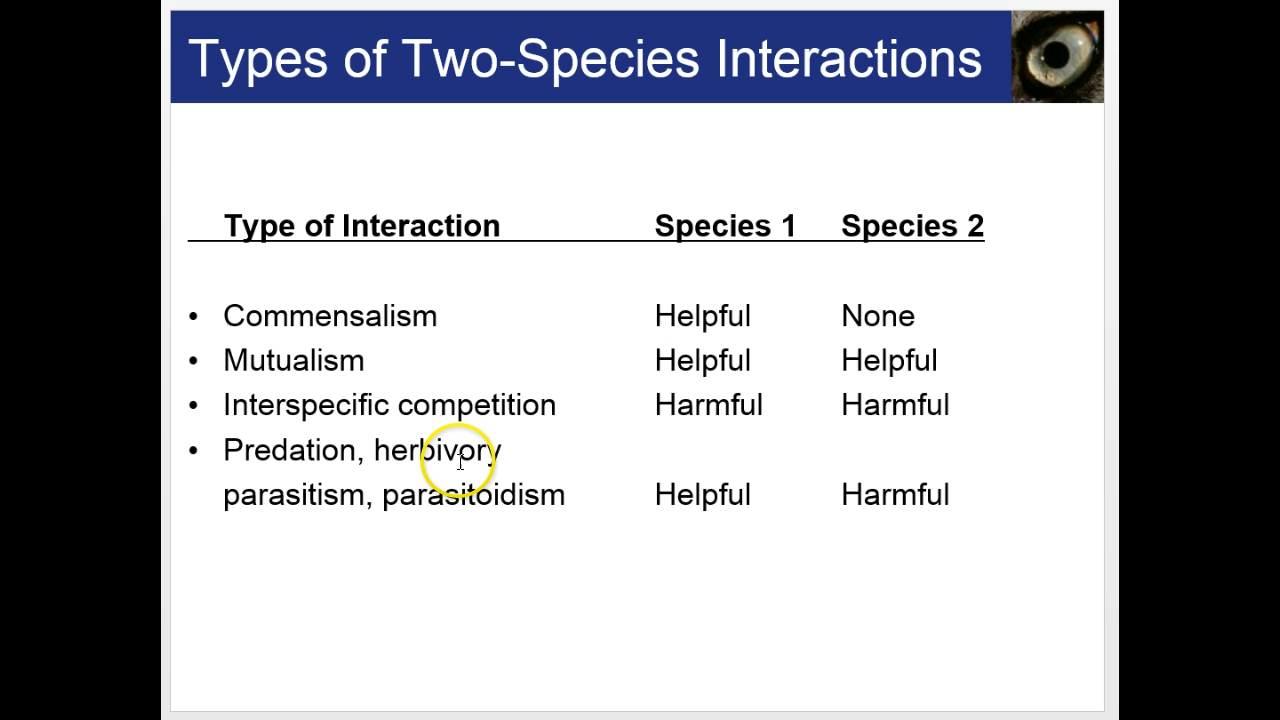 Types of Two-Species Interactions
Type of Interaction Species 1 Species 2
• Commensalism Helpful None
• Mutualism Helpful Helpful
• Interspecific competition Harmful Harmful
• Predation, herbivory
parasitism, parasitoidism Helpful Harmful